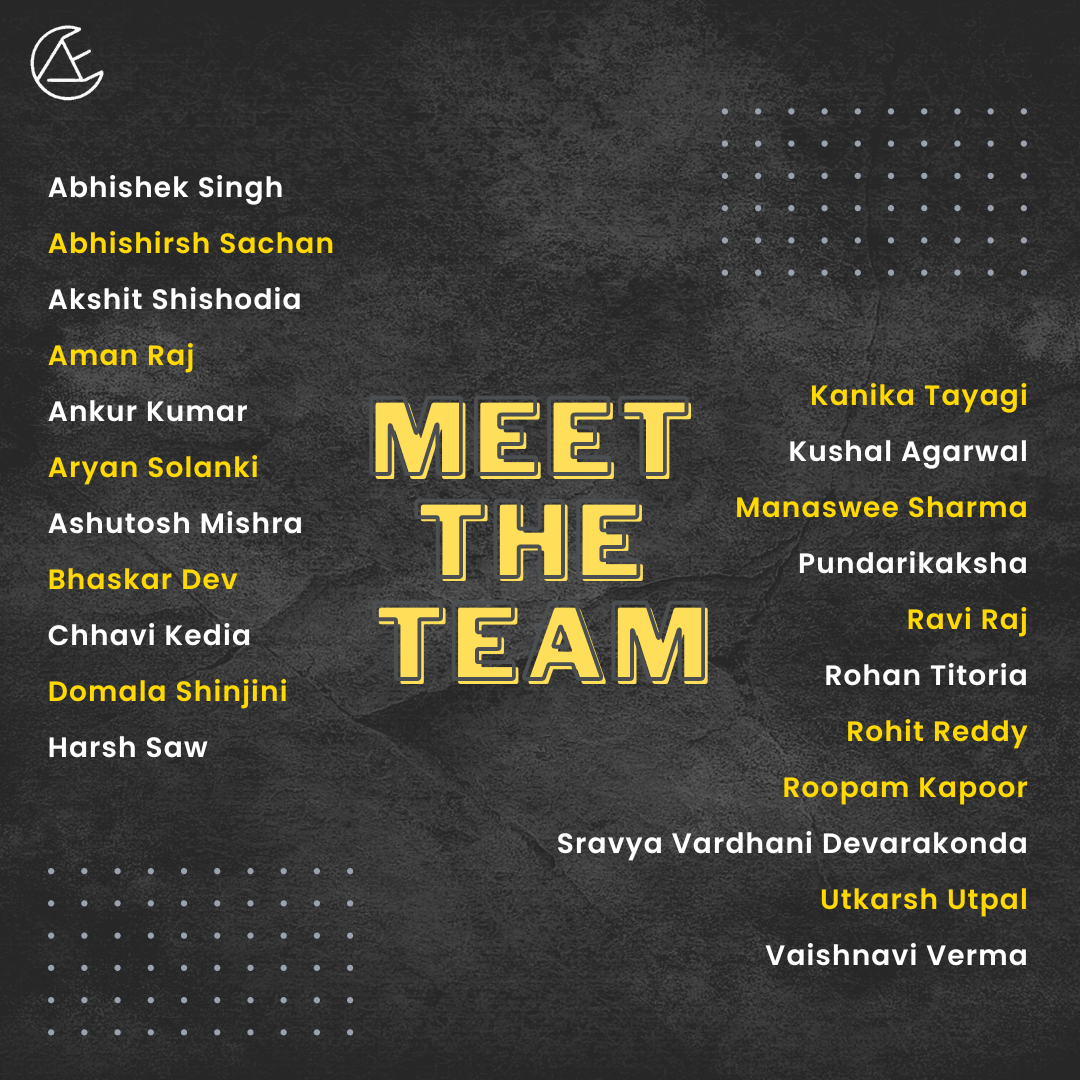 Abhishek Singh
Abhishirsh Sachan
Akshit Shishodia
Aman Raj
Ankur Kumar
Aryan Solanki
Ashutosh Mishra
Bhaskar Dev
Chhavi Kedia
Domala Shinjini
Harsh Saw
MEET
THE
TEAM
Kanika Tayagi
Kushal Agarwal
Manaswee Sharma
Pundarikaksha
Ravi Raj
Rohan Titoria
Rohit Reddy
Roopam Kapoor
Sravya Vardhani Devarakonda
Utkarsh Utpal
Vaishnavi Verma